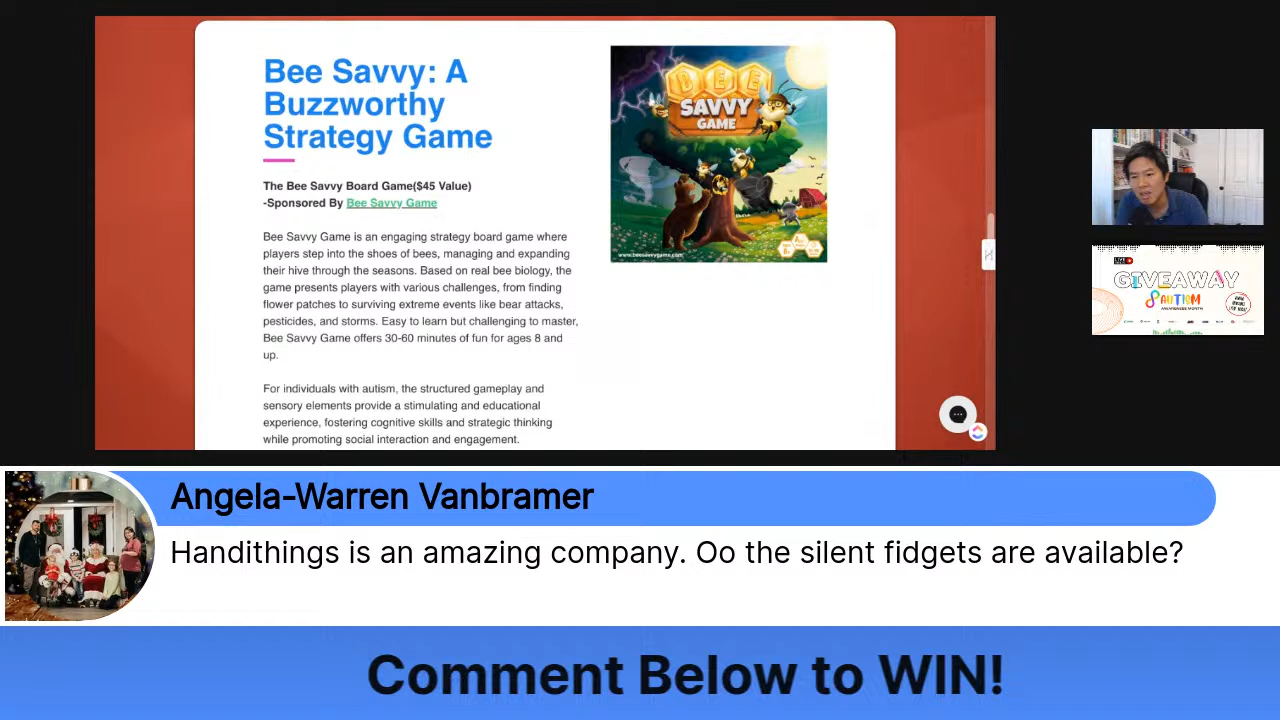 Bee Savvy: A
Buzzworthy
Strategy Game
The Bee Savvy Board Game($45 Value)
-Sponsored By Bee Savvy Game
Bee Savvy Game is an engaging strategy board game where
players step into the shoes of bees, managing and expanding
their hive through the seasons. Based on real bee biology, the
game presents players with various challenges, from finding
flower patches to surviving extreme events like bear attacks,
pesticides, and storms. Easy to learn but challenging to master,
Bee Savvy Game offers 30-60 minutes of fun for ages 8 and
up.
For individuals with autism, the structured gameplay and
sensory elements provide a stimulating and educational
experience, fostering cognitive skills and strategic thinking
while promoting social interaction and engagement.
BEE
SAVVY
GAME
www.beesavvygame.com
GIVEAWAY
AUTISM
AWARENESS MONTH
Angela-Warren Vanbramer
Handithings is an amazing company. Oo the silent fidgets are available?
Comment Below to WIN!